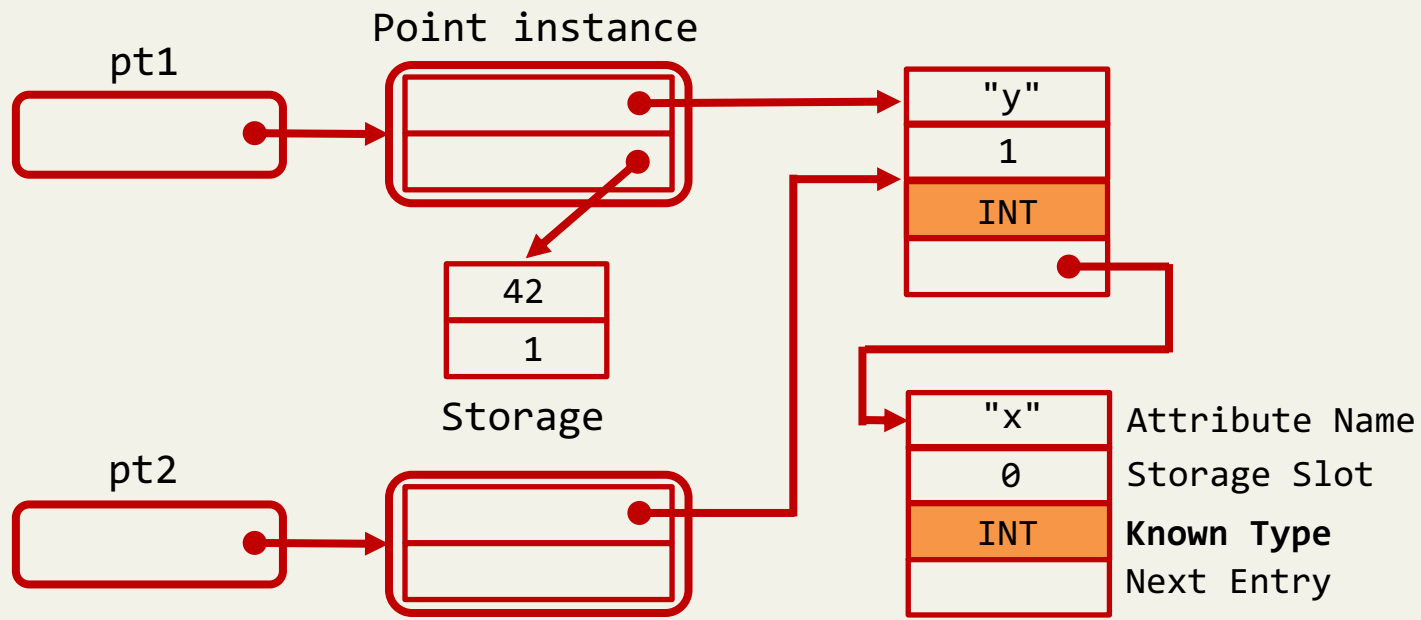 Point instance
pt1
"y"
1
INT
42
1
Storage
"x" Attribute Name
0 Storage Slot
pt2
INT Known Type
Next Entry